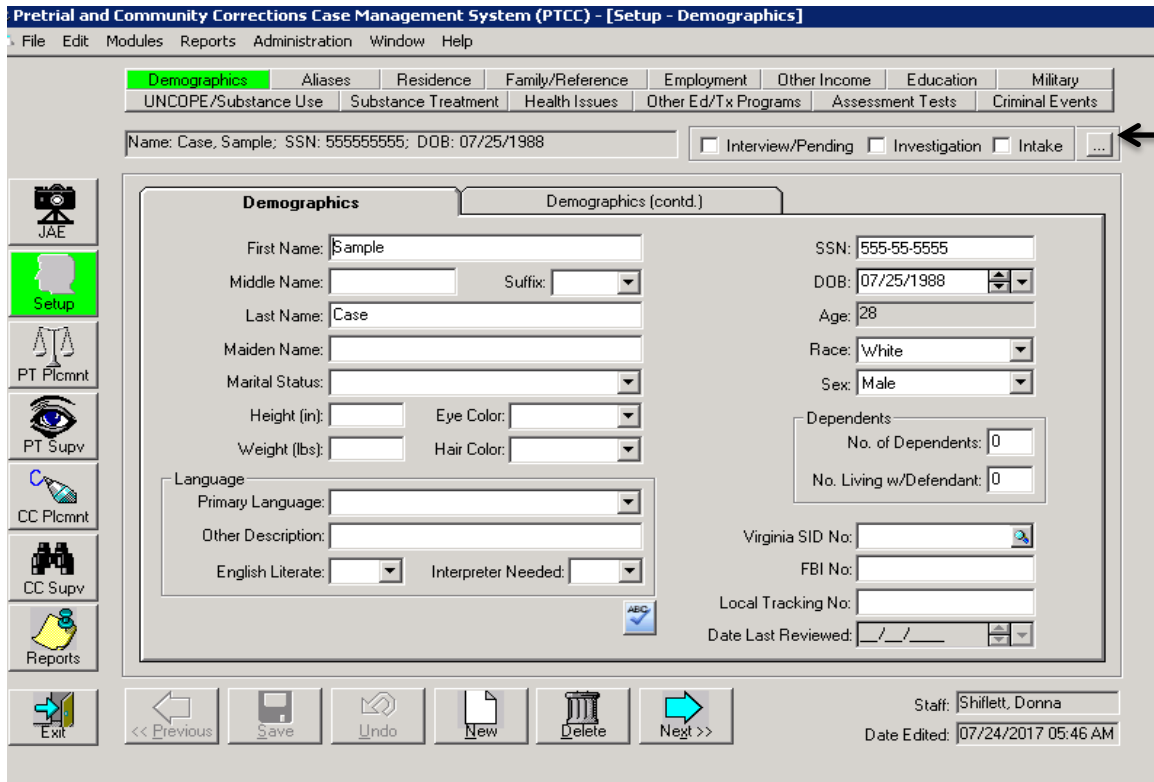 Pretrial and Community Corrections Case Management System (PTCC) - [Setup - Demographics]
File Edit Modules Reports Administration Window Help
Demographics Aliases Residence Family/Reference Employment Other Income Education Military
UNCOPE/Substance Use Substance Treatment Health Issues Other Ed/Tx Programs Assessment Tests Criminal Events
Name: Case, Sample; SSN: 555555555; DOB: 07/25/1988 Interview/Pending Investigation Intake ...
JAE
Setup
PT Plcmnt
PT Supv
CC Plcmnt
CC Supv
Reports
Exit
Demographics Demographics (contd.)
First Name: Sample
Middle Name: Suffix:
Last Name: Case
Maiden Name:
Marital Status:
Height (in): Eye Color:
Weight (lbs): Hair Color:
Language
Primary Language:
Other Description:
English Literate: Interpreter Needed:
ABC
SSN: 555-55-5555
DOB: 07/25/1988
Age: 28
Race: White
Sex: Male
Dependents
No. of Dependents: 0
No. Living w/Defendant: 0
Virginia SID No:
FBI No:
Local Tracking No:
Date Last Reviewed: __/__/____
<< Previous Save Undo New Delete Next >>
Staff: Shiflett, Donna
Date Edited: 07/24/2017 05:46 AM